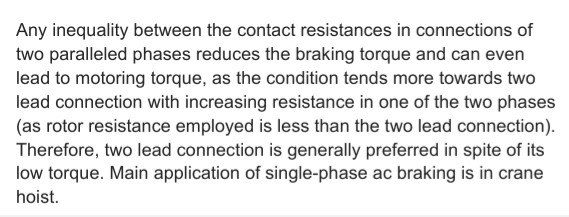 Any inequality between the contact resistances in connections of
two paralleled phases reduces the braking torque and can even
lead to motoring torque, as the condition tends more towards two
lead connection with increasing resistance in one of the two phases
(as rotor resistance employed is less than the two lead connection).
Therefore, two lead connection is generally preferred in spite of its
low torque. Main application of single-phase ac braking is in crane
hoist.